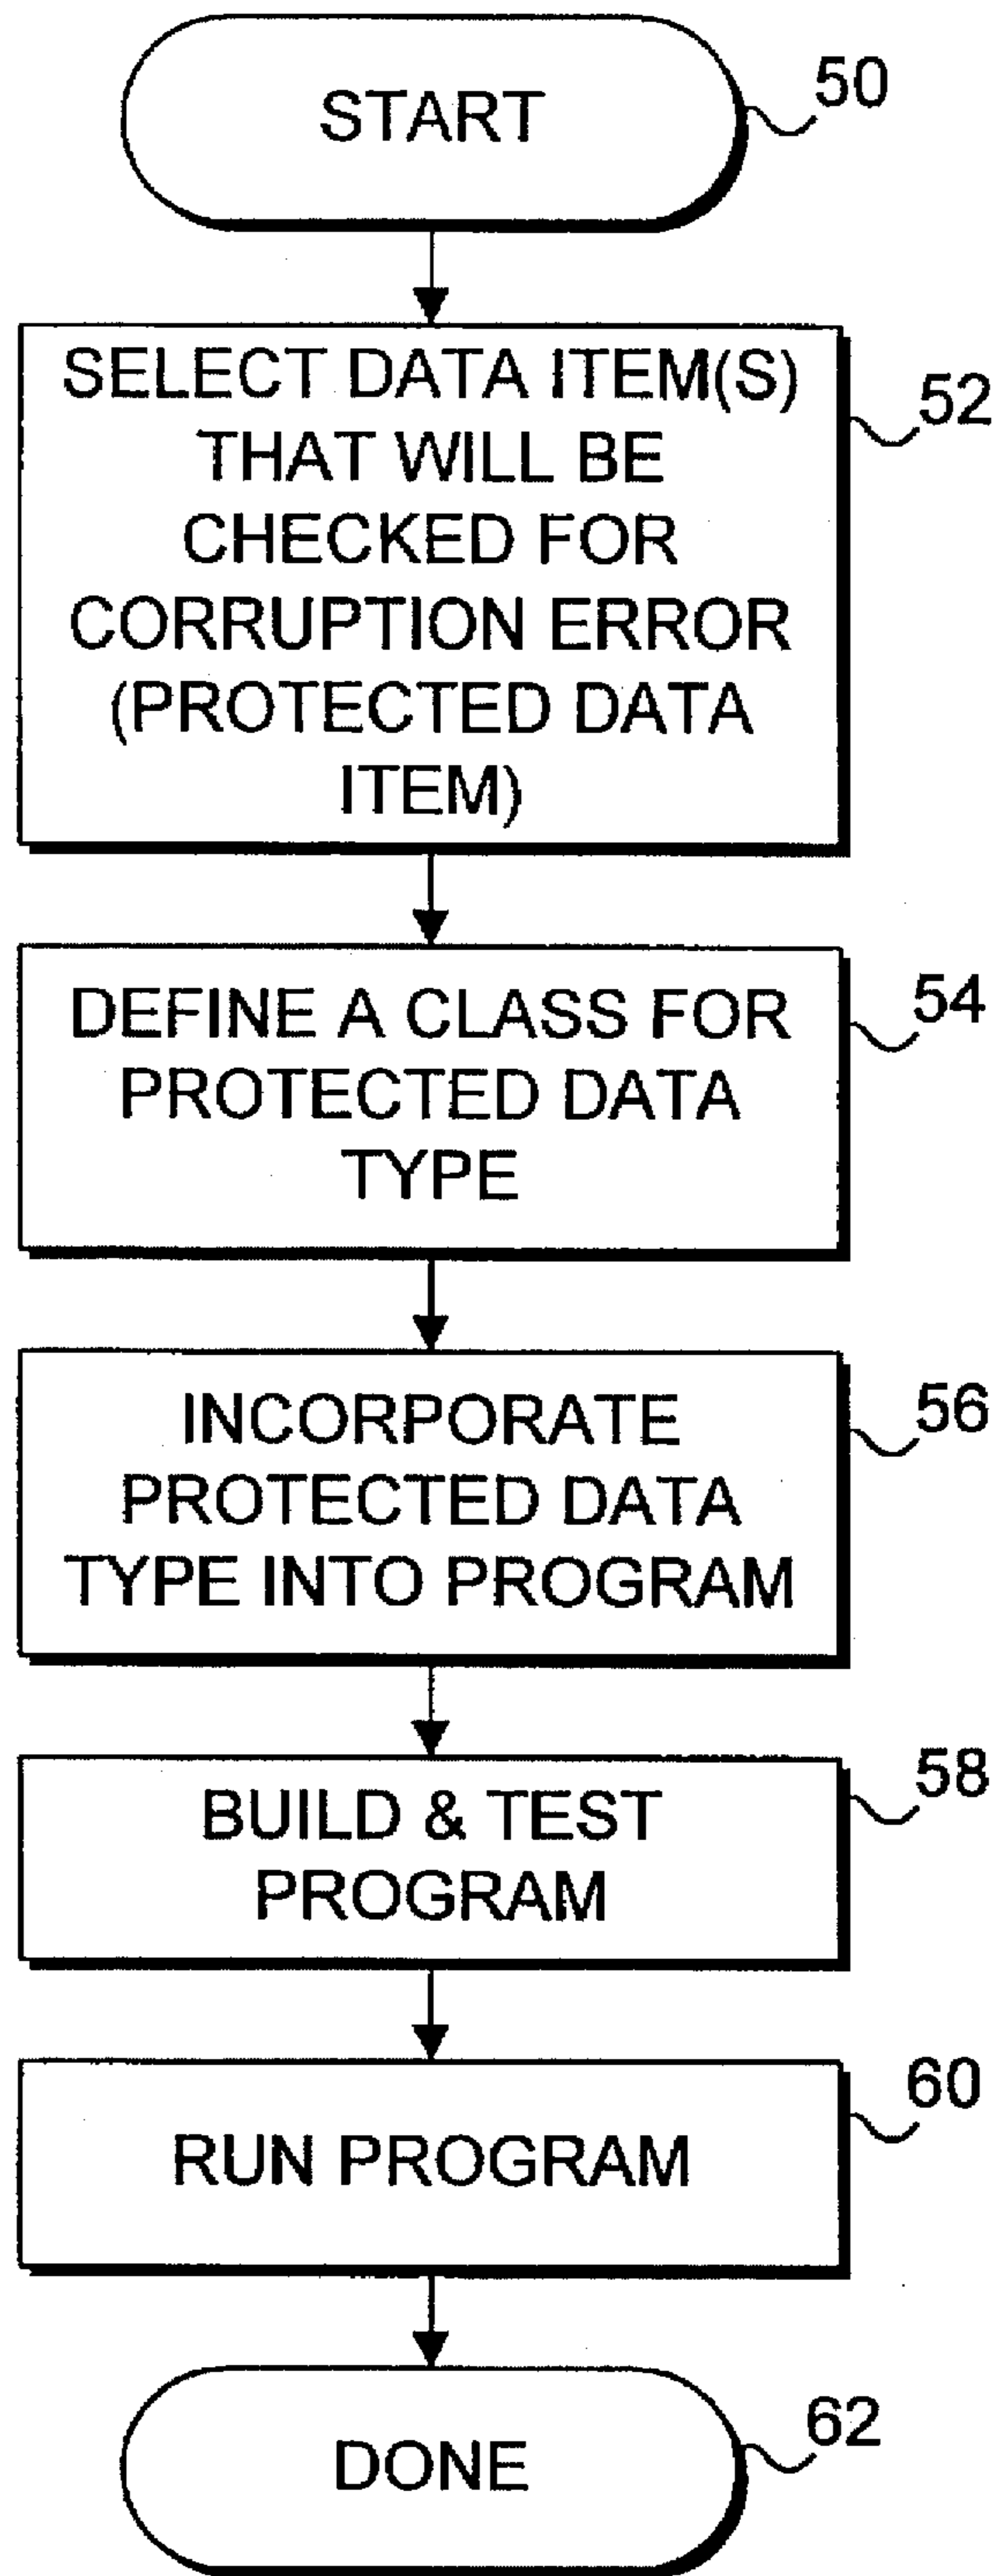 START
50
SELECT DATA ITEM(S)
THAT WILL BE
CHECKED FOR
CORRUPTION ERROR
(PROTECTED DATA
ITEM)
52
DEFINE A CLASS FOR
PROTECTED DATA
TYPE
54
INCORPORATE
PROTECTED DATA
TYPE INTO PROGRAM
56
BUILD & TEST
PROGRAM
58
RUN PROGRAM
60
DONE
62